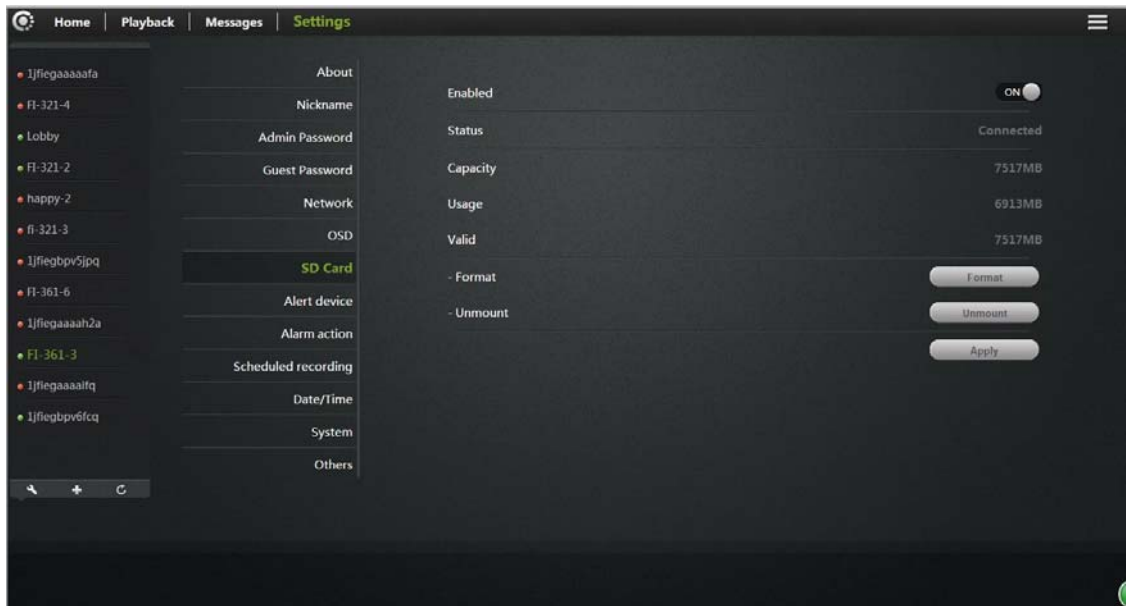 Home Playback Messages Settings
1jfiegaaaaafa
FI-321-4
Lobby
FI-321-2
happy-2
fi-321-3
1jfiegbpv5jpq
FI-361-6
1jfiegaaaah2a
FI-361-3
1jfiegaaaalfq
1jfiegbpv6fcq
About
Nickname
Admin Password
Guest Password
Network
OSD
SD Card
Alert device
Alarm action
Scheduled recording
Date/Time
System
Others
Enabled ON
Status Connected
Capacity 7517MB
Usage 6913MB
Valid 7517MB
- Format Format
- Unmount Unmount
Apply